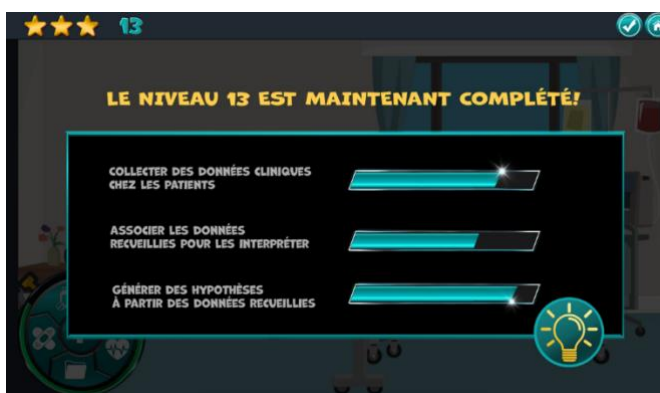 13
LE NIVEAU 13 EST MAINTENANT COMPLÉTÉ!
COLLECTER DES DONNÉES CLINIQUES
CHEZ LES PATIENTS
ASSOCIER LES DONNÉES
RECUEILLIES POUR LES INTERPRÉTER
GÉNÉRER DES HYPOTHÈSES
À PARTIR DES DONNÉES RECUEILLIES